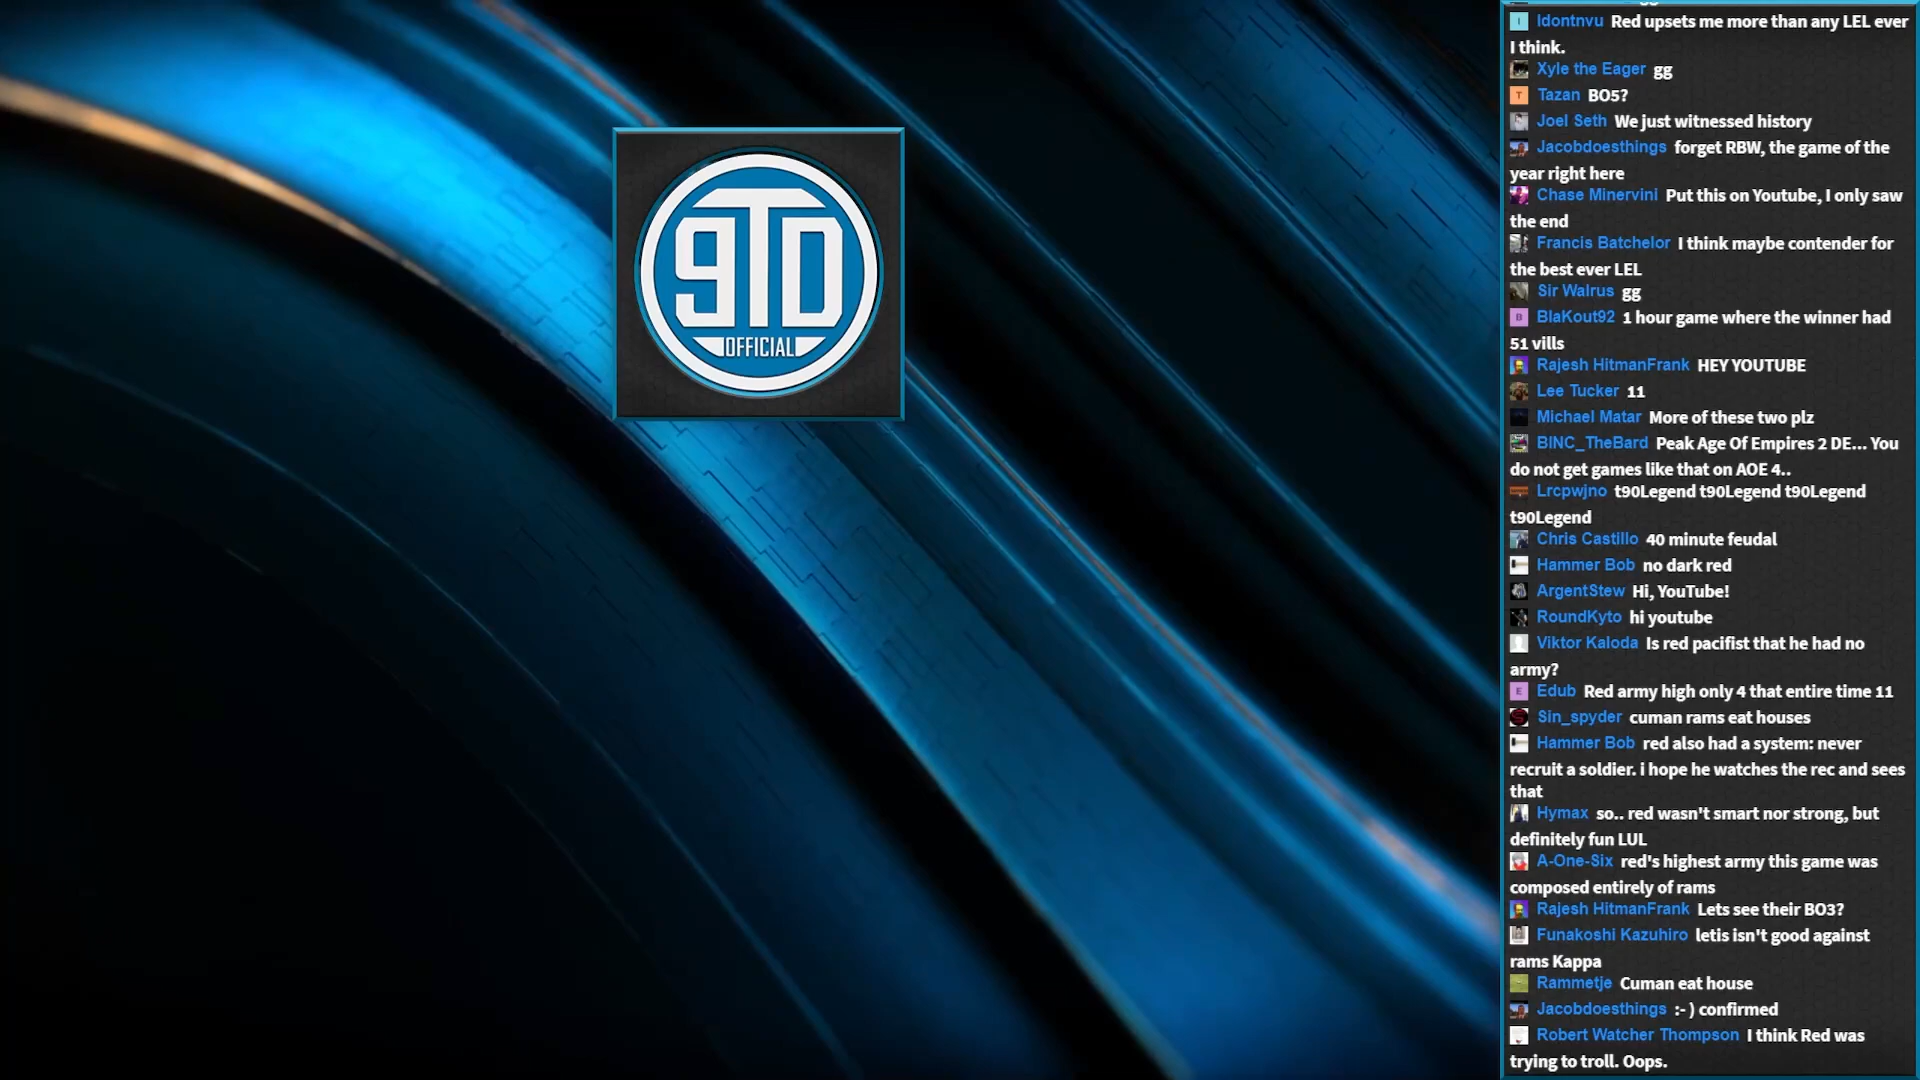 9TO
OFFICIAL
Idontnvu Red upsets me more than any LEL ever
I think.
Xyle the Eager gg
T Tazan BO5?
Joel Seth We just witnessed history
Jacobdoesthings forget RBW, the game of the
year right here
Chase Minervini Put this on Youtube, I only saw
the end
Francis Batchelor I think maybe contender for
the best ever LEL
Sir Walrus gg
B BlaKout92 1 hour game where the winner had
51 vills
Rajesh HitmanFrank HEY YOUTUBE
Lee Tucker 11
Michael Matar More of these two plz
BINC_TheBard Peak Age Of Empires 2 DE... You
do not get games like that on AOE 4..
Lrcpwjno t90Legend t90Legend t90Legend
t90Legend
Chris Castillo 40 minute feudal
Hammer Bob no dark red
ArgentStew Hi, YouTube!
RoundKyto hi youtube
Viktor Kaloda Is red pacifist that he had no
army?
E Edub Red army high only 4 that entire time 11
Sin_spyder cuman rams eat houses
Hammer Bob red also had a system: never
recruit a soldier. i hope he watches the rec and sees
that
Hymax so.. red wasn't smart nor strong, but
definitely fun LUL
A-One-Six red's highest army this game was
composed entirely of rams
Rajesh HitmanFrank Lets see their BO3?
Funakoshi Kazuhiro letis isn't good against
rams Kappa
Rammetje Cuman eat house
Jacobdoesthings :- ) confirmed
Robert Watcher Thompson I think Red was
trying to troll. Oops.